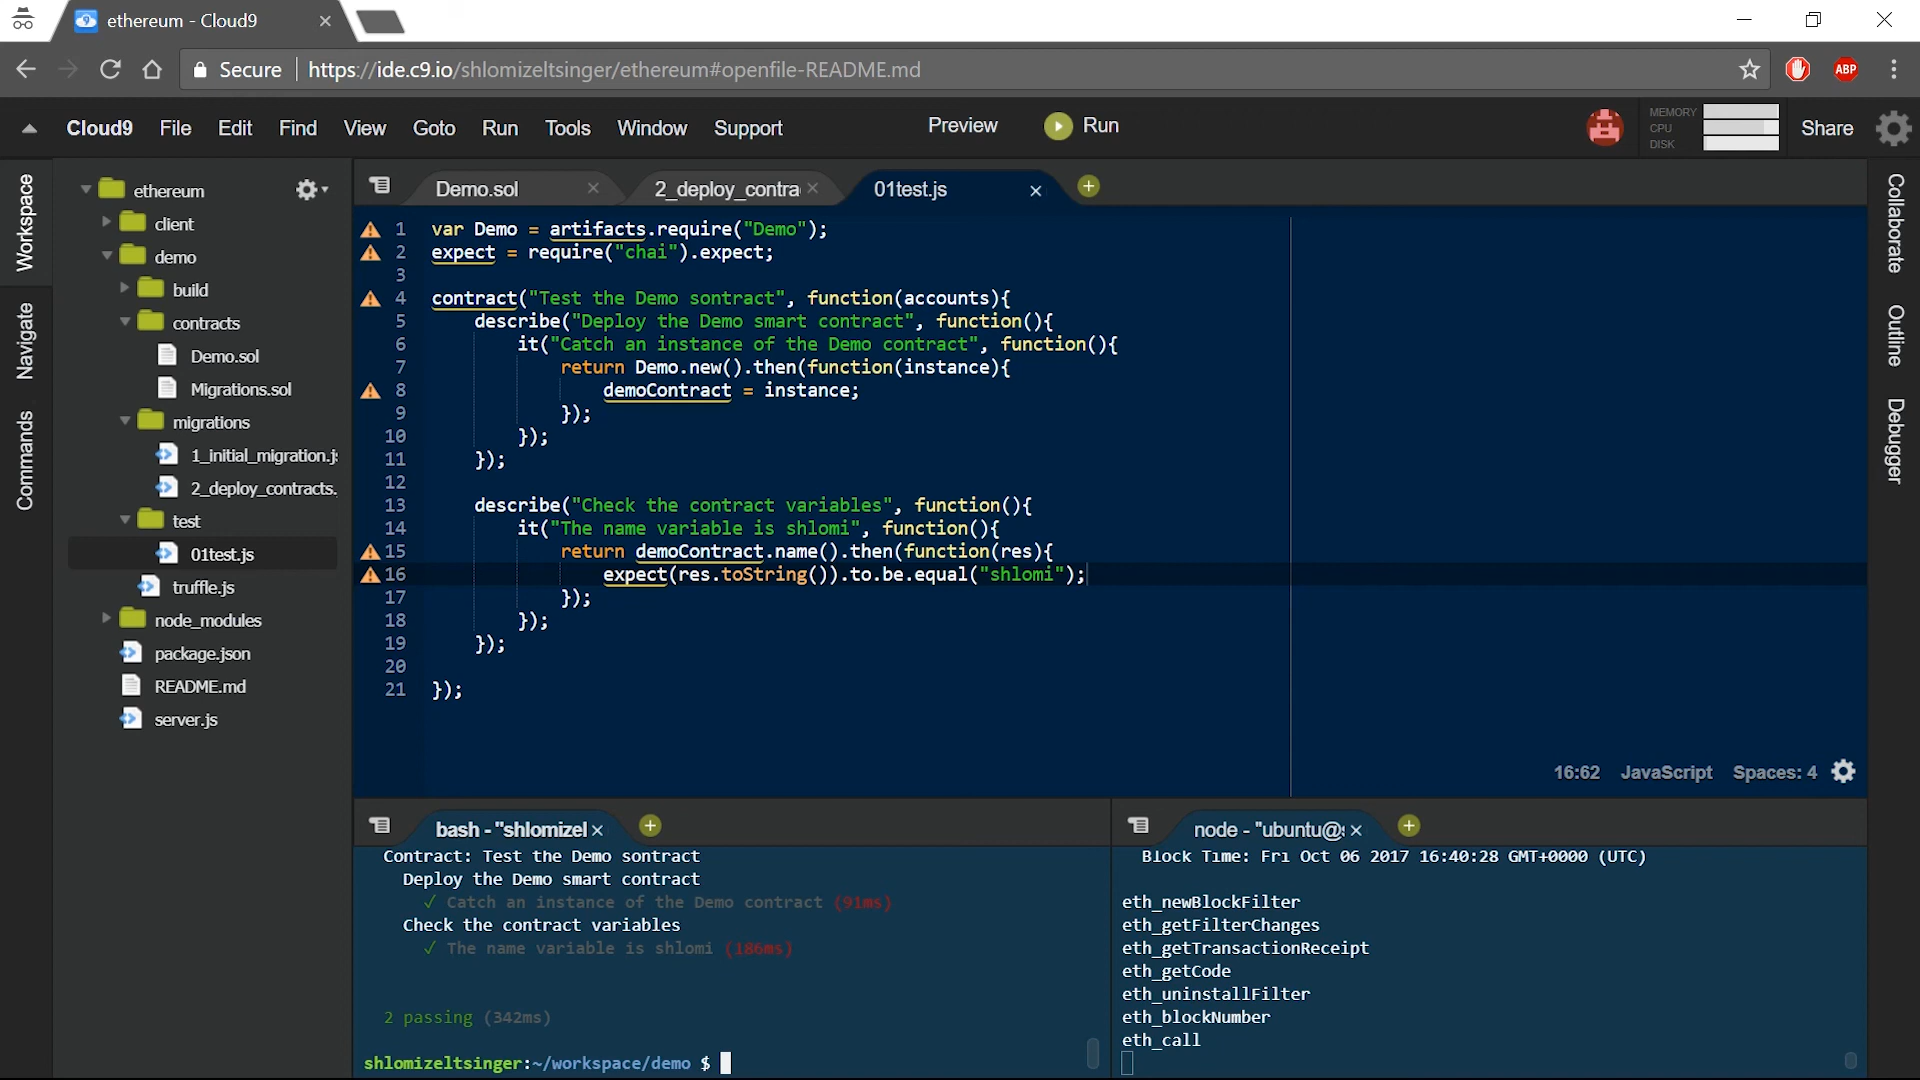 ethereum - Cloud9
Secure https://ide.c9.io/shlomizeltsinger/ethereum#openfile-README.md
ABP
Cloud9 File Edit Find View Goto Run Tools Window Support Preview Run
MEMORY
CPU
DISK
Share
Workspace
Navigate
Commands
ethereum
client
demo
build
contracts
Demo.sol
Migrations.sol
migrations
1_initial_migration.js
2_deploy_contracts.
test
01test.js
truffle.js
node_modules
package.json
README.md
server.js
Demo.sol 2_deploy_contra 01test.js
1 var Demo = artifacts.require("Demo");
2 expect = require("chai").expect;
3
4 contract("Test the Demo sontract", function(accounts){
5 describe("Deploy the Demo smart contract", function(){
6 it("Catch an instance of the Demo contract", function(){
7 return Demo.new().then(function(instance){
8 demoContract = instance;
9 });
10 });
11 });
12
13 describe("Check the contract variables", function(){
14 it("The name variable is shlomi", function(){
15 return demoContract.name().then(function(res){
16 expect(res.toString()).to.be.equal("shlomi");
17 });
18 });
19 });
20
21 });
16:62 JavaScript Spaces: 4
Collaborate
Outline
Debugger
bash - "shlomizel
Contract: Test the Demo sontract
Deploy the Demo smart contract
✓ Catch an instance of the Demo contract (91ms)
Check the contract variables
✓ The name variable is shlomi (186ms)
2 passing (342ms)
shlomizeltsinger:~/workspace/demo $
node - "ubuntu@
Block Time: Fri Oct 06 2017 16:40:28 GMT+0000 (UTC)
eth_newBlockFilter
eth_getFilterChanges
eth_getTransactionReceipt
eth_getCode
eth_uninstallFilter
eth_blockNumber
eth_call